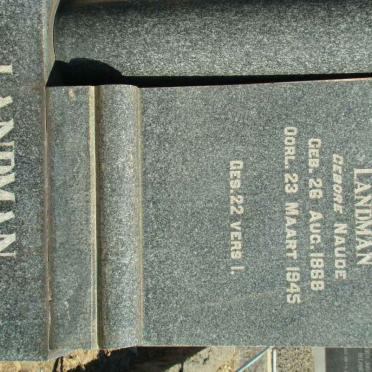 LANDMAN
GEBORE NAUDE
GEB. 26 AUG. 1868
OORL. 23 MAART 1945
GES. 22 VERS 1.
LANDMAN